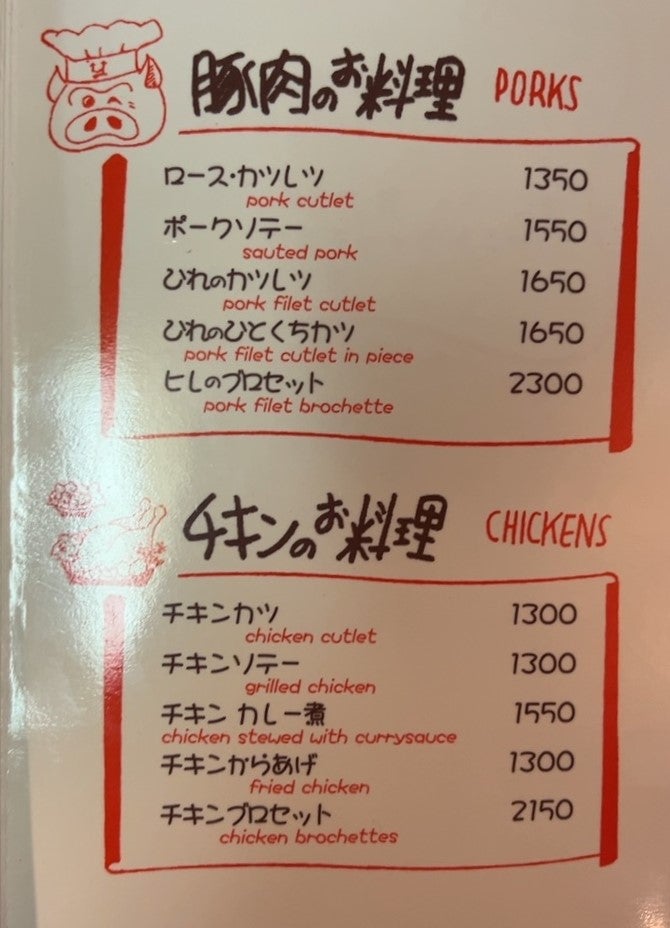 豚肉のお料理 PORKS
ロース・カツレツ 1350
pork cutlet
ポークソテー 1550
sauted pork
ひれのカツレツ 1650
pork filet cutlet
ひれのひとくちカツ 1650
pork filet cutlet in piece
ヒレのブロセット 2300
pork filet brochette
チキンのお料理 CHICKENS
チキンカツ 1300
chicken cutlet
チキンソテー 1300
grilled chicken
チキン カレー煮 1550
chicken stewed with currysauce
チキンからあげ 1300
fried chicken
チキンブロセット 2150
chicken brochettes